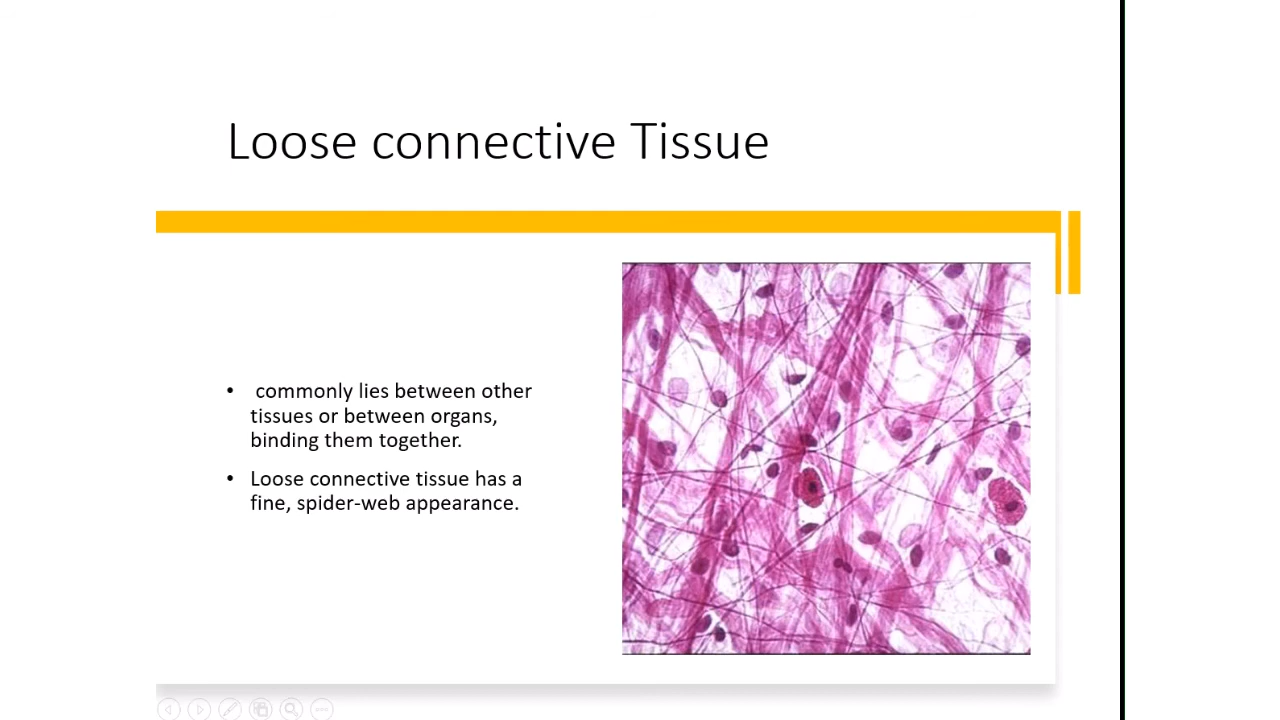 Loose connective Tissue
• commonly lies between other
tissues or between organs,
binding them together.
• Loose connective tissue has a
fine, spider-web appearance.